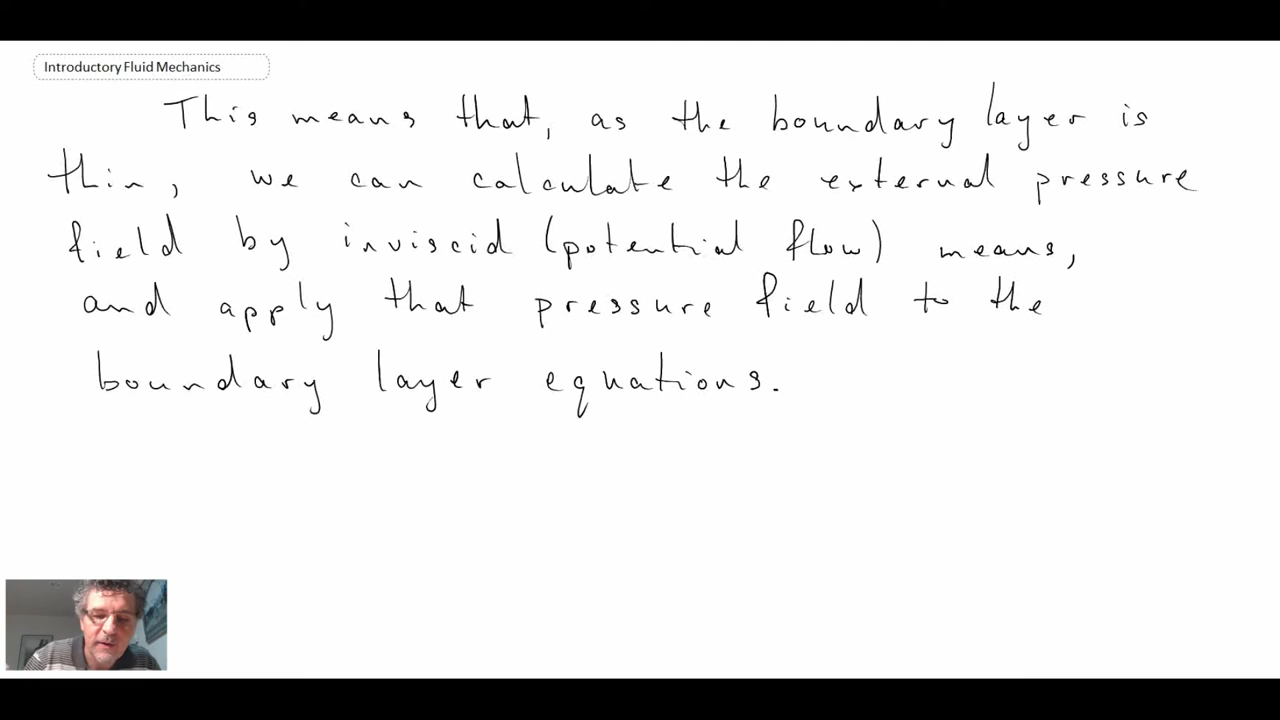 Introductory Fluid Mechanics
This means that, as the boundary layer is
thin, we can calculate the external pressure
field by inviscid (potential flow) means,
and apply that pressure field to the
boundary layer equations.